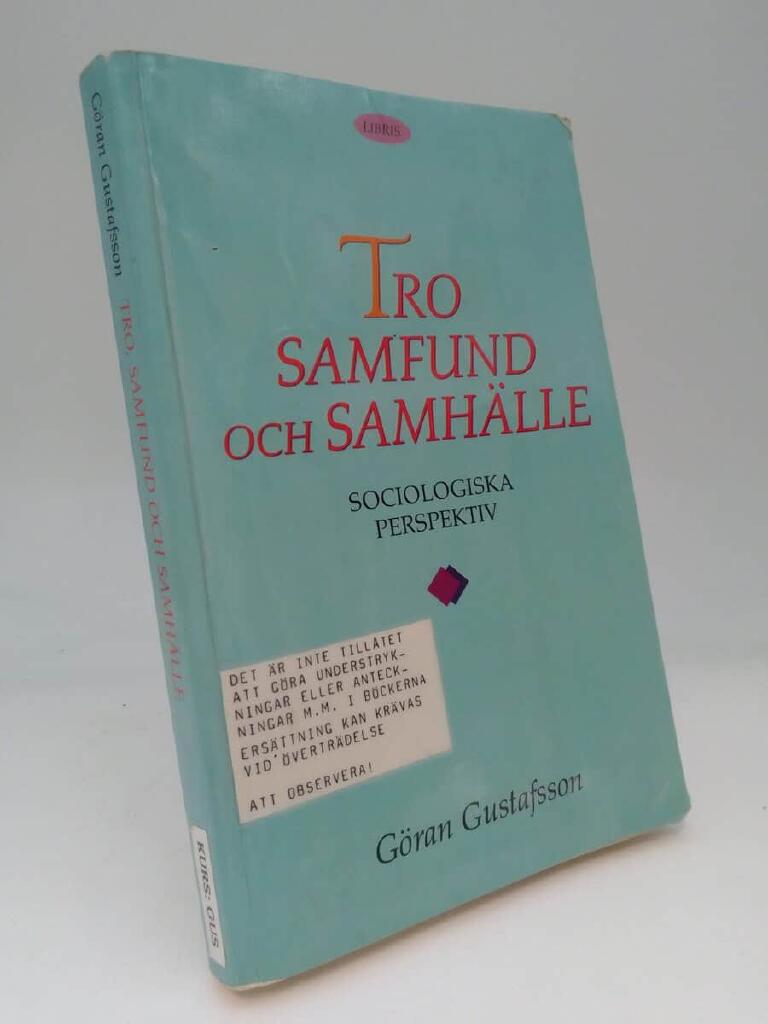 Göran Gustafsson TRO, SAMFUND OCH SAMHÄLLE
KURS: GUS
LIBRIS
TRO
SAMFUND
OCH SAMHÄLLE
SOCIOLOGISKA
PERSPEKTIV
DET ÄR INTE TILLÅTET
ATT GÖRA UNDERSTRYK-
NINGAR ELLER ANTECK-
NINGAR M.M. I BÖCKERNA
ERSÄTTNING KAN KRÄVAS
VID ÖVERTRÄDELSE
ATT OBSERVERA!
Göran Gustafsson